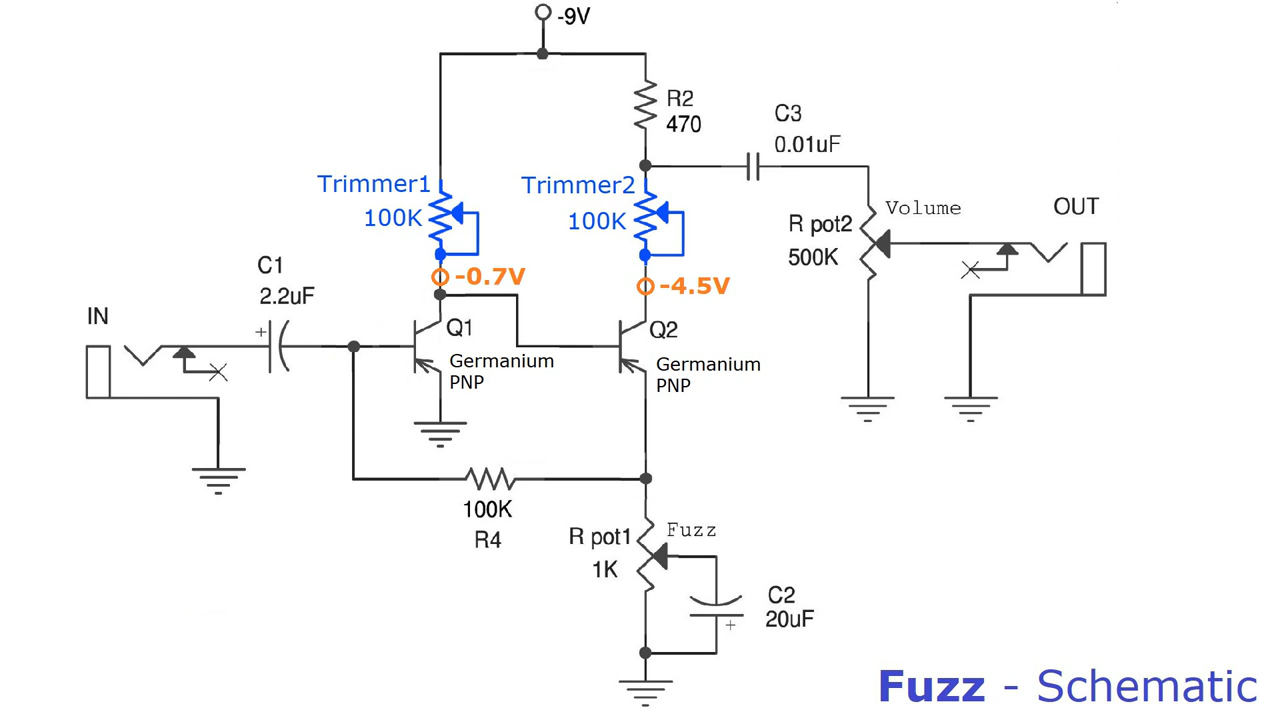 -9V
R2
470
C3
0.01uF
Trimmer1
100K
Trimmer2
100K
R pot2
500K
Volume
OUT
-0.7V
-4.5V
C1
+
2.2uF
IN
Q1
Germanium
PNP
Q2
Germanium
PNP
100K
R4
R pot1
1K
Fuzz
C2
20uF
+
Fuzz - Schematic